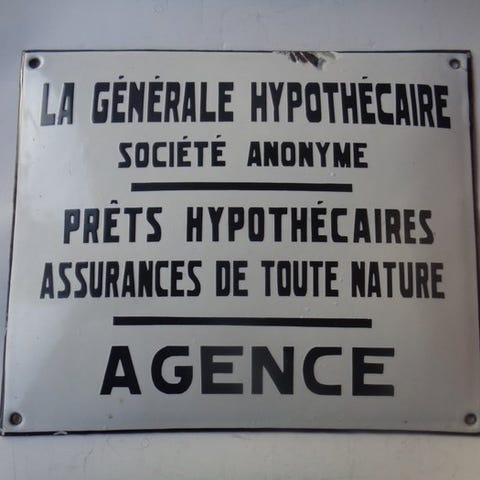 LA GÉNÉRALE HYPOTHÉCAIRE
SOCIÉTÉ ANONYME
PRÊTS HYPOTHÉCAIRES
ASSURANCES DE TOUTE NATURE
AGENCE